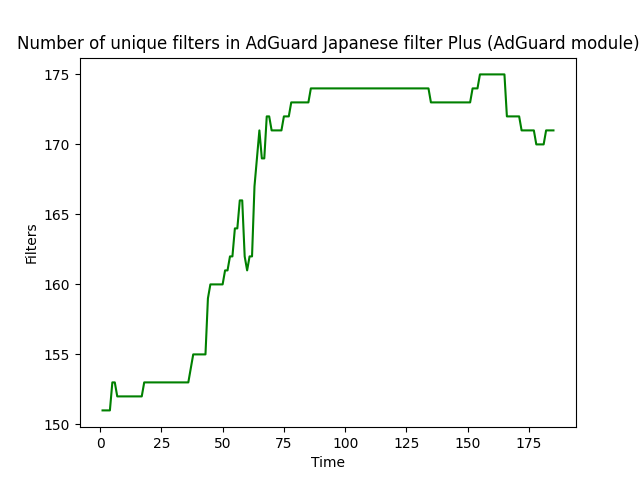 Number of unique filters in AdGuard Japanese filter Plus (AdGuard module)
175
170
165
160
155
150
Filters
0 25 50 75 100 125 150 175
Time